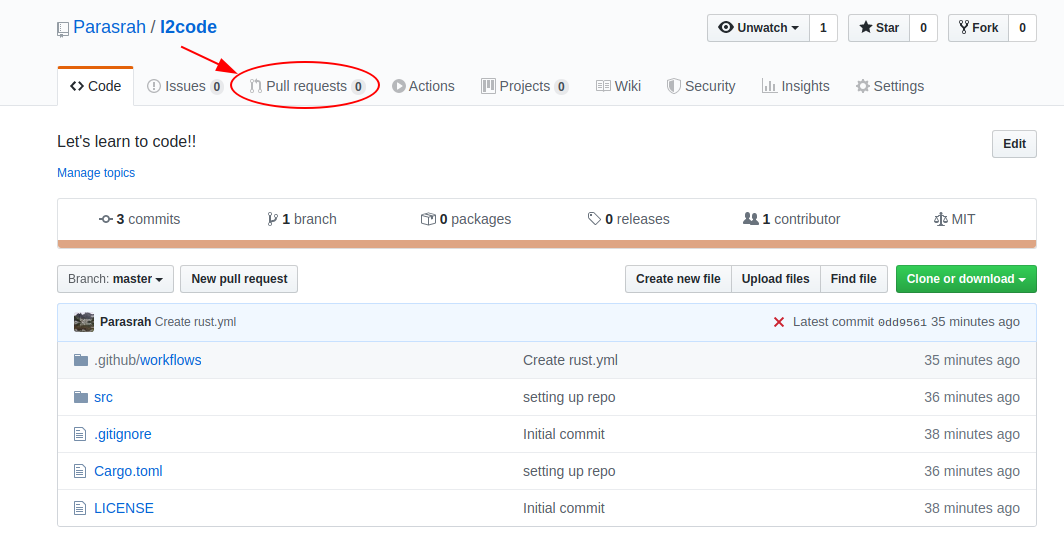 Parasrah / l2code
Unwatch 1 Star 0 Fork 0
Code Issues 0 Pull requests 0 Actions Projects 0 Wiki Security Insights Settings
Let's learn to code!! Edit
Manage topics
3 commits 1 branch 0 packages 0 releases 1 contributor MIT
Branch: master New pull request Create new file Upload files Find file Clone or download
Parasrah Create rust.yml Latest commit 0dd9561 35 minutes ago
.github/workflows Create rust.yml 35 minutes ago
src setting up repo 36 minutes ago
.gitignore Initial commit 38 minutes ago
Cargo.toml setting up repo 36 minutes ago
LICENSE Initial commit 38 minutes ago